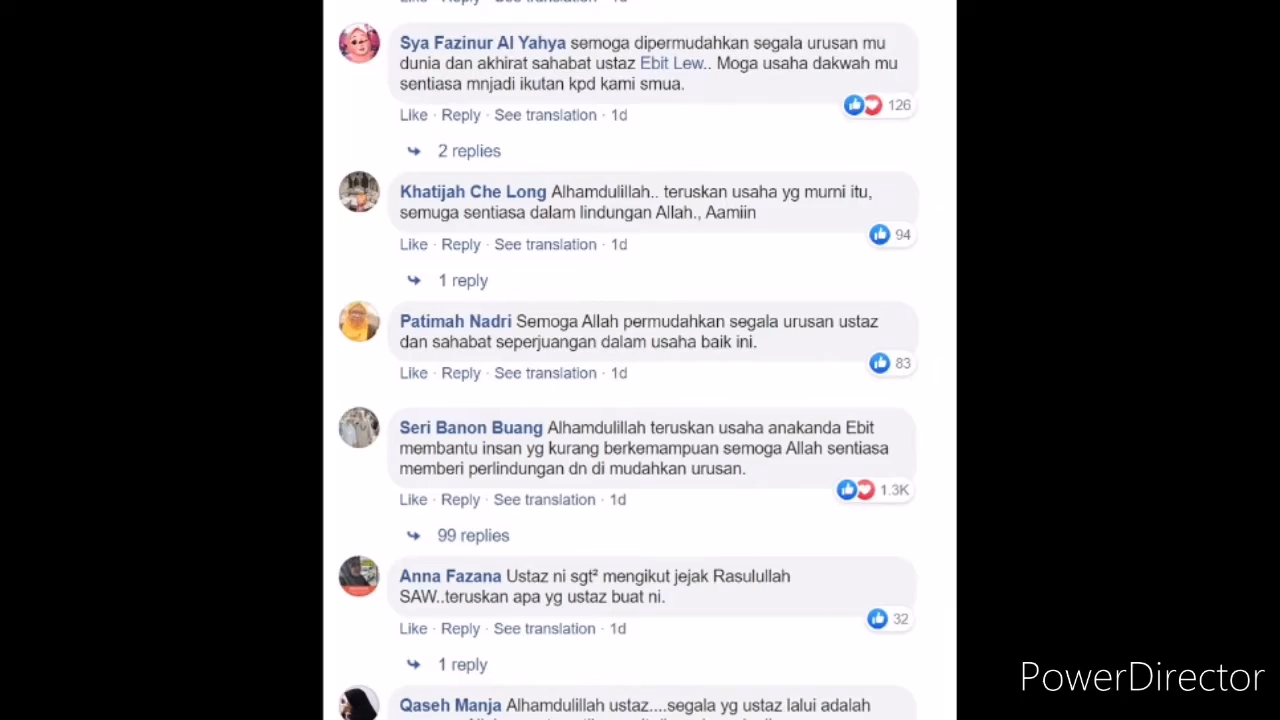 Sya Fazinur Al Yahya semoga dipermudahkan segala urusan mu
dunia dan akhirat sahabat ustaz Ebit Lew.. Moga usaha dakwah mu
sentiasa mnjadi ikutan kpd kami smua.
126
Like · Reply · See translation · 1d
2 replies
Khatijah Che Long Alhamdulillah.. teruskan usaha yg murni itu,
semuga sentiasa dalam lindungan Allah., Aamiin
94
Like · Reply · See translation · 1d
1 reply
Patimah Nadri Semoga Allah permudahkan segala urusan ustaz
dan sahabat seperjuangan dalam usaha baik ini.
83
Like · Reply · See translation · 1d
Seri Banon Buang Alhamdulillah teruskan usaha anakanda Ebit
membantu insan yg kurang berkemampuan semoga Allah sentiasa
memberi perlindungan dn di mudahkan urusan.
1.3K
Like · Reply · See translation · 1d
99 replies
Anna Fazana Ustaz ni sgt² mengikut jejak Rasulullah
SAW..teruskan apa yg ustaz buat ni.
32
Like · Reply · See translation · 1d
1 reply
Qaseh Manja Alhamdulillah ustaz....segala yg ustaz lalui adalah
PowerDirector